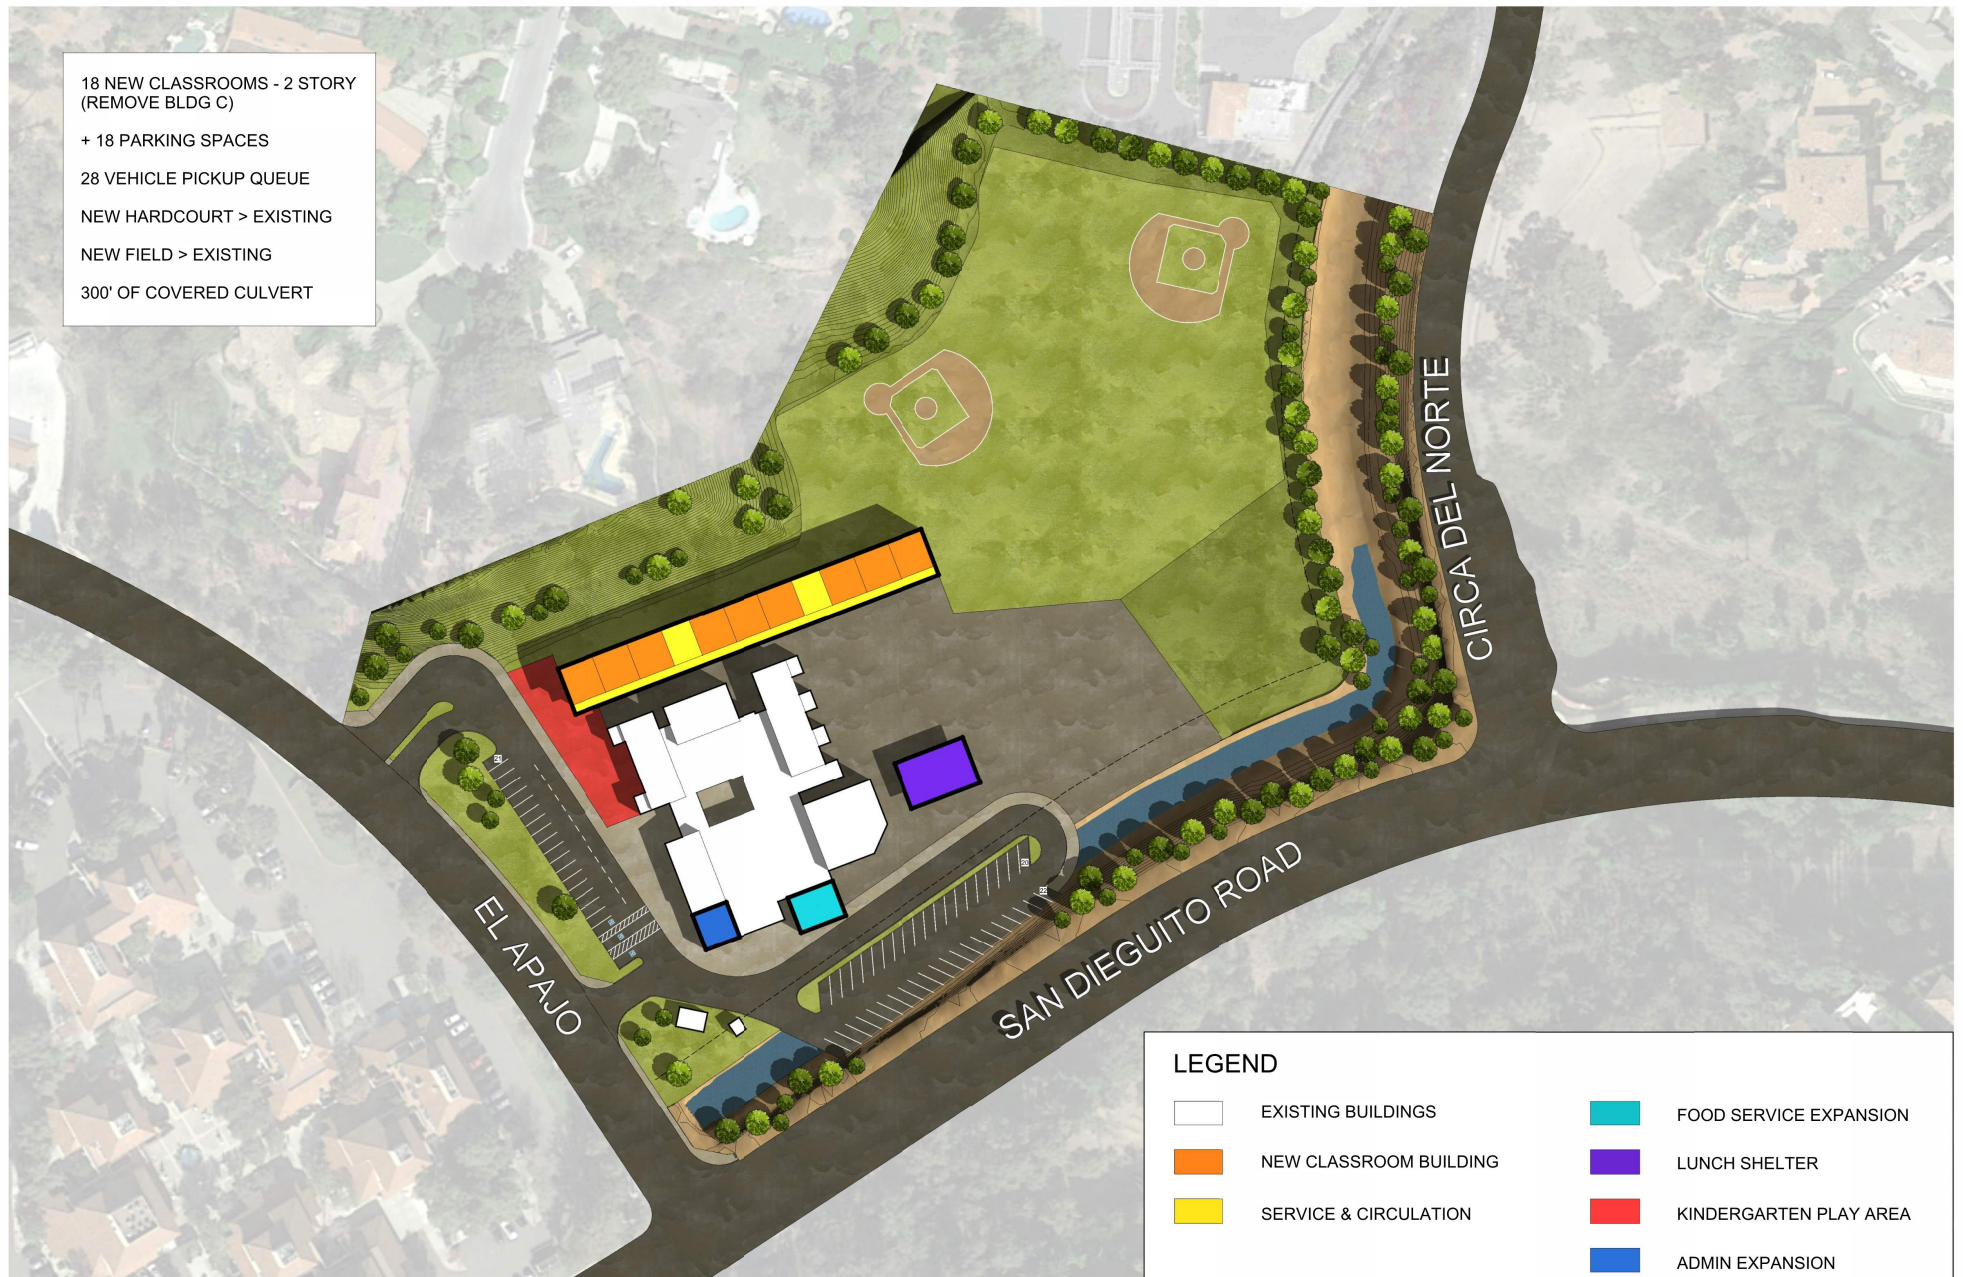 18 NEW CLASSROOMS - 2 STORY
(REMOVE BLDG C)
+ 18 PARKING SPACES
28 VEHICLE PICKUP QUEUE
NEW HARDCOURT > EXISTING
NEW FIELD > EXISTING
300' OF COVERED CULVERT
CIRCA DEL NORTE
EL APAJO
SAN DIEGUITO ROAD
20
LEGEND
EXISTING BUILDINGS
NEW CLASSROOM BUILDING
SERVICE & CIRCULATION
FOOD SERVICE EXPANSION
LUNCH SHELTER
KINDERGARTEN PLAY AREA
ADMIN EXPANSION